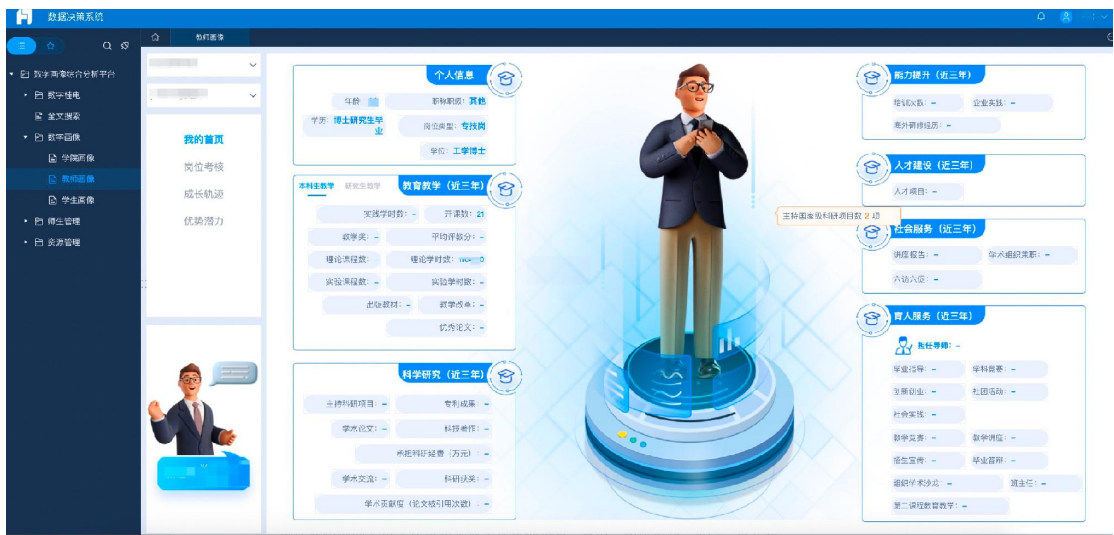 数据决策系统
教师画像
数字画像综合分析平台
数字桂电
全文搜索
数字画像
学院画像
教师画像
学生画像
师生管理
资源管理
我的首页
岗位考核
成长轨迹
优势潜力
个人信息
年龄:
职称职级: 其他
学历: 博士研究生毕业
岗位类型: 专技岗
学位: 工学博士
本科生教学 研究生教学 教育教学（近三年）
实践学时数: -
开课数: 21
教学奖: -
平均评教分: -
理论课程数:
理论学时数:
实验课程数: -
实验学时数: -
出版教材: -
教学改革: -
优秀论文: -
科学研究（近三年）
主持科研项目: -
专利成果: -
学术论文: -
科技著作: -
承担科研经费（万元）: -
学术交流: -
科研获奖: -
学术贡献度（论文被引用次数）: -
主持国家级科研项目数 2 项
能力提升（近三年）
培训次数: -
企业实践: -
海外研修经历: -
人才建设（近三年）
人才项目: -
社会服务（近三年）
讲座报告: -
学术组织兼职: -
六访六促: -
育人服务（近三年）
担任导师: -
学业指导: -
学科竞赛: -
创新创业: -
社团活动: -
社会实践: -
教学竞赛: -
教学讲座: -
招生宣传: -
毕业答辩: -
组织学术沙龙: -
班主任: -
第二课程教育教学: -